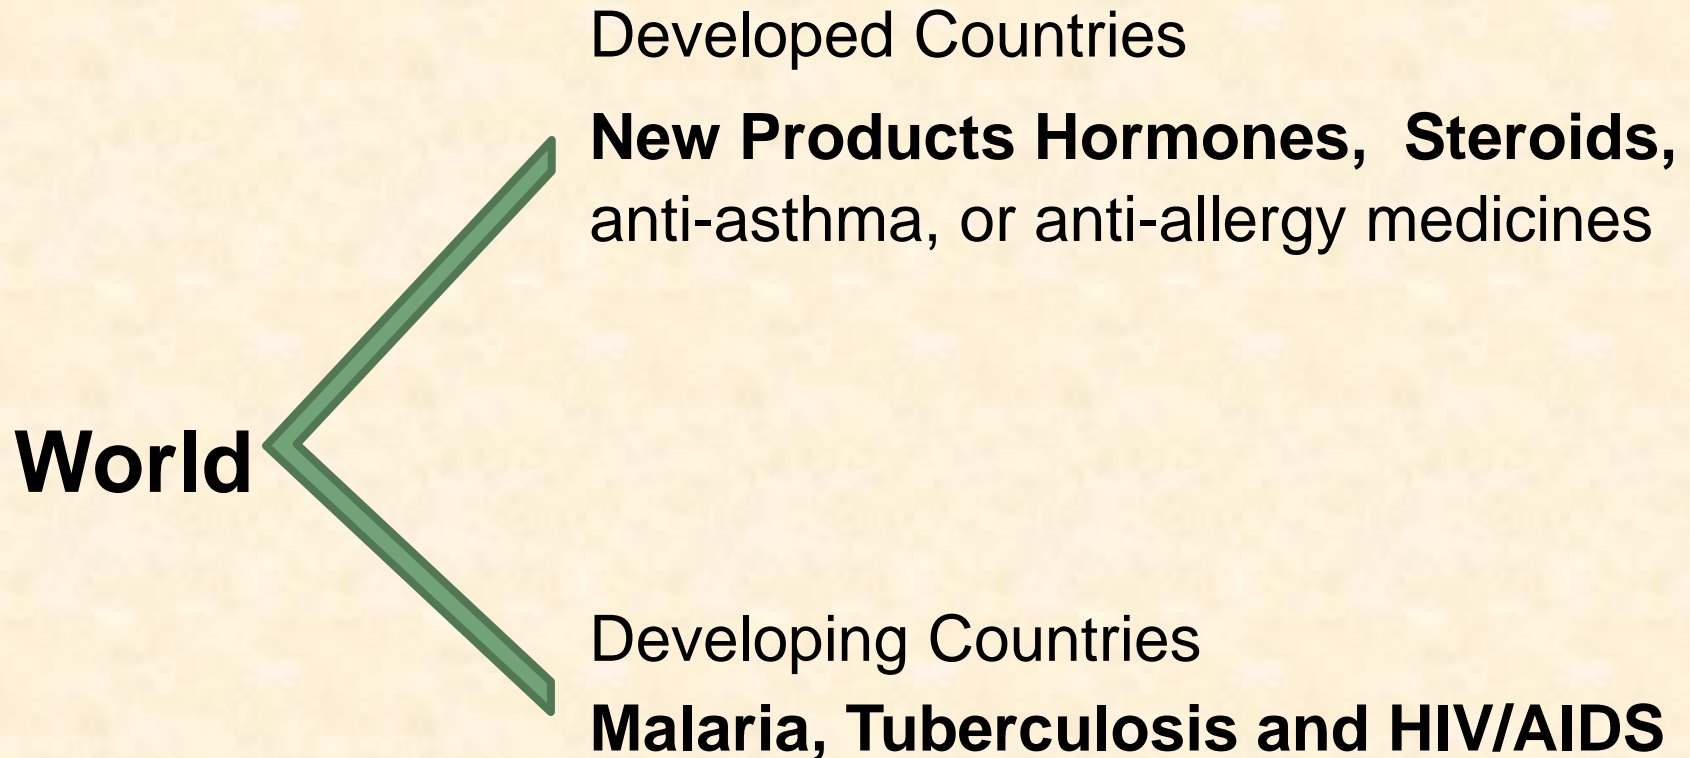 Developed Countries
New Products Hormones, Steroids,
anti-asthma, or anti-allergy medicines
World
Developing Countries
Malaria, Tuberculosis and HIV/AIDS